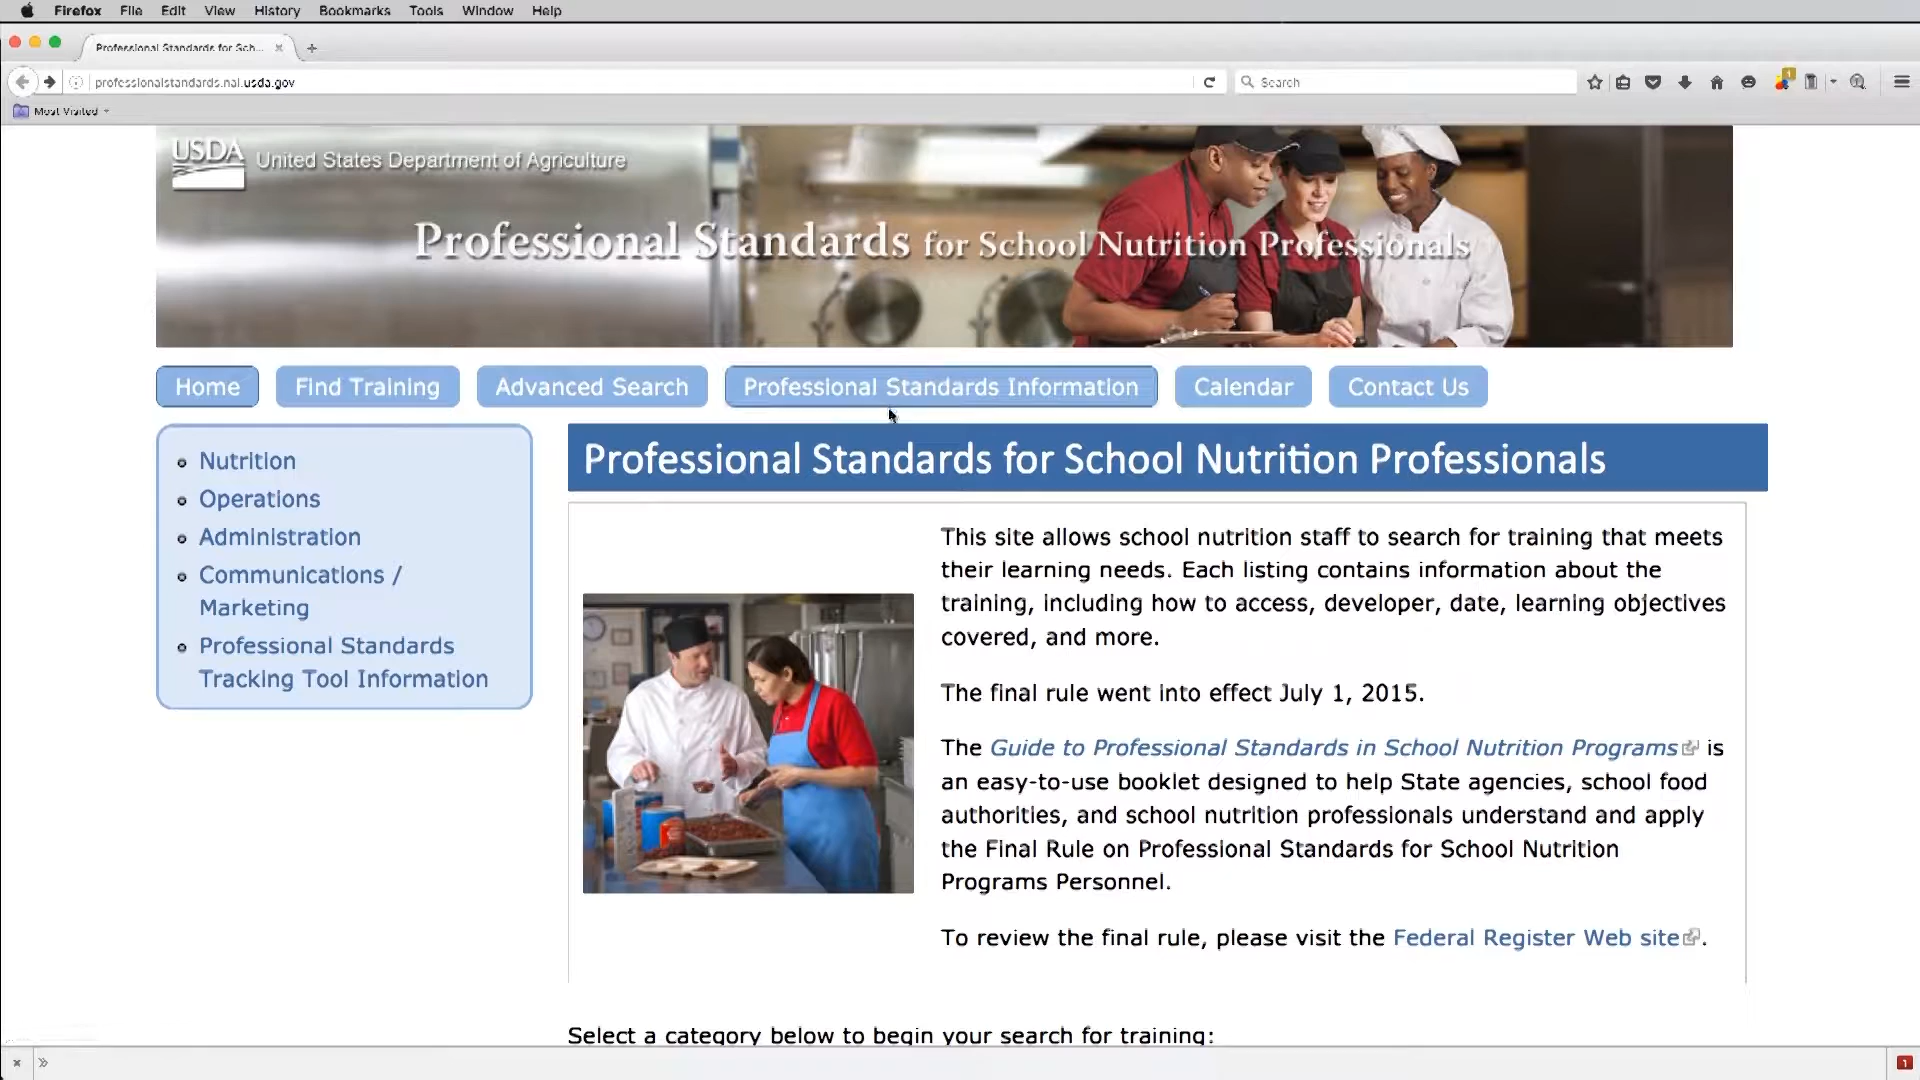 Firefox File Edit View History Bookmarks Tools Window Help
Professional Standards for Sch...
professionalstandards.nal.usda.gov
Search
1
Most Visited
USDA United States Department of Agriculture
Professional Standards for School Nutrition Professionals
Home Find Training Advanced Search Professional Standards Information Calendar Contact Us
Nutrition
Operations
Administration
Communications /
Marketing
Professional Standards
Tracking Tool Information
Professional Standards for School Nutrition Professionals
This site allows school nutrition staff to search for training that meets
their learning needs. Each listing contains information about the
training, including how to access, developer, date, learning objectives
covered, and more.
The final rule went into effect July 1, 2015.
The Guide to Professional Standards in School Nutrition Programs is
an easy-to-use booklet designed to help State agencies, school food
authorities, and school nutrition professionals understand and apply
the Final Rule on Professional Standards for School Nutrition
Programs Personnel.
To review the final rule, please visit the Federal Register Web site.
Select a category below to begin your search for training:
1